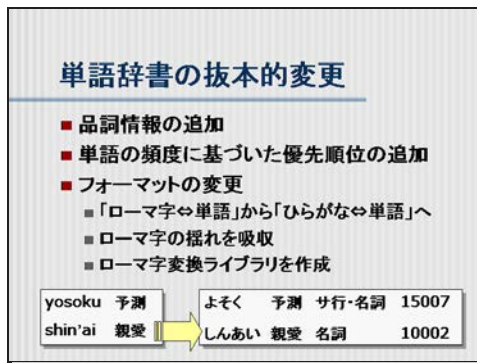 単語辞書の抜本的変更
品詞情報の追加
単語の頻度に基づいた優先順位の追加
フォーマットの変更
「ローマ字⇔単語」から「ひらがな⇔単語」へ
ローマ字の揺れを吸収
ローマ字変換ライブラリを作成
yosoku 予測
shin'ai 親愛
よそく 予測 サ行・名詞 15007
しんあい 親愛 名詞 10002